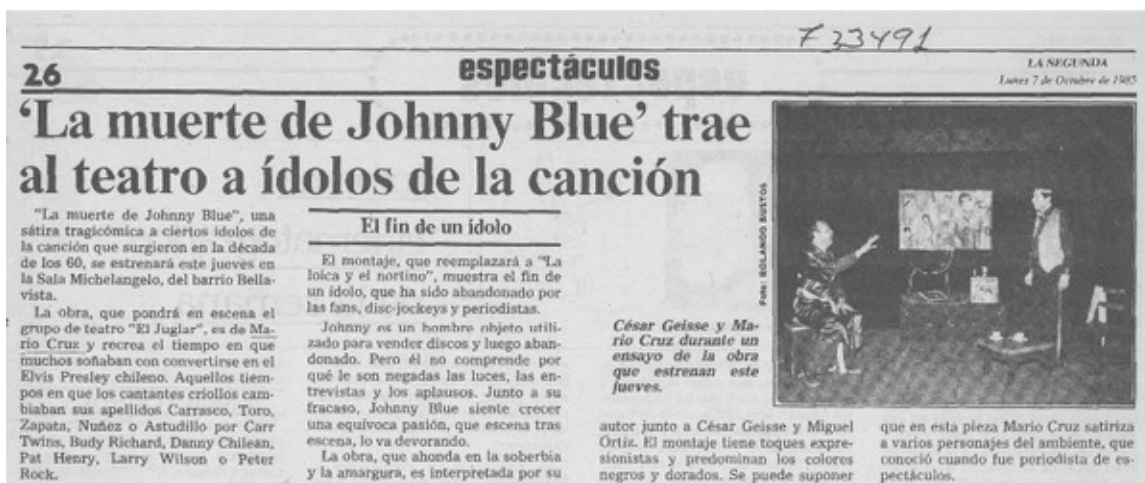 F 33491
26
espectáculos
LA SEGUNDA
Lunes 7 de Octubre de 1985
‘La muerte de Johnny Blue’ trae
al teatro a ídolos de la canción
"La muerte de Johnny Blue", una
sátira tragicómica a ciertos ídolos de
la canción que surgieron en la década
de los 60, se estrenará este jueves en
la Sala Michelangelo, del barrio Bella-
vista.
La obra, que pondrá en escena el
grupo de teatro "El Juglar", es de Ma-
rio Cruz y recrea el tiempo en que
muchos soñaban con convertirse en el
Elvis Presley chileno. Aquellos tiem-
pos en que los cantantes criollos cam-
biaban sus apellidos Carrasco, Toro,
Zapata, Nuñez o Astudillo por Carr
Twins, Budy Richard, Danny Chilean,
Pat Henry, Larry Wilson o Peter
Rock.
El fin de un ídolo
El montaje, que reemplazará a "La
loica y el nortino", muestra el fin de
un ídolo, que ha sido abandonado por
las fans, disc-jockeys y periodistas.
Johnny es un hombre objeto utili-
zado para vender discos y luego aban-
donado. Pero él no comprende por
qué le son negadas las luces, las en-
trevistas y los aplausos. Junto a su
fracaso, Johnny Blue siente crecer
una equívoca pasión, que escena tras
escena, lo va devorando.
La obra, que ahonda en la soberbia
y la amargura, es interpretada por su
Foto: ROLANDO BUSTOS
César Geisse y Ma-
rio Cruz durante un
ensayo de la obra
que estrenan este
jueves.
autor junto a César Geisse y Miguel
Ortiz. El montaje tiene toques expre-
sionistas y predominan los colores
negros y dorados. Se puede suponer
que en esta pieza Mario Cruz satiriza
a varios personajes del ambiente, que
conoció cuando fue periodista de es-
pectáculos.